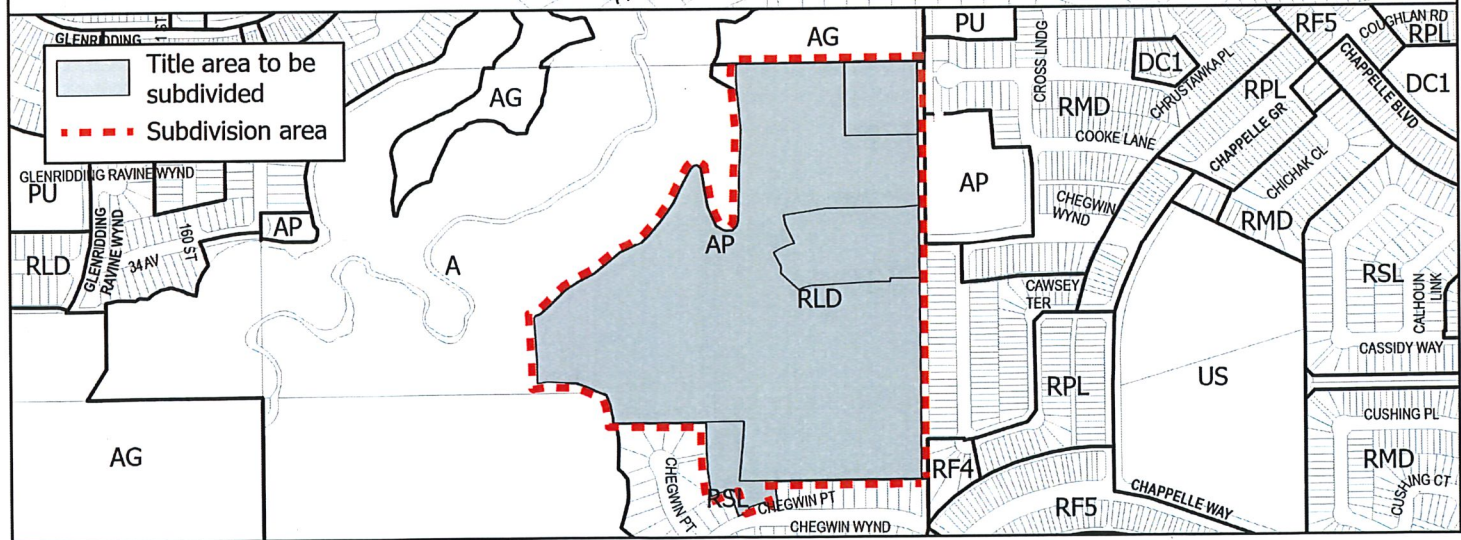 GLENRIDDING
Title area to be
subdivided
Subdivision area
GLENRIDDING RAVINE WYND
PU
RLD
GLENRIDDING
RAVINE WYND
34 AV
160 ST
AP
AG
A
AG
AG
AP
RLD
RSL
CHEGWIN PT
CHEGWIN PT
CHEGWIN WYND
PU
CROSS LNDG
DC1
CHRUSTAWKA PL
RMD
COOKE LANE
AP
CHEGWIN
WYND
CAWSEY
TER
RPL
RF4
RF5
CHAPPELLE WAY
RF5
COUGHLAN RD
RPL
CHAPPELLE BLVD
DC1
RPL
CHAPPELLE GR
CHICHAK CL
RMD
US
RSL
CALHOUN
LINK
CASSIDY WAY
CUSHING PL
RMD
CUSHING CT